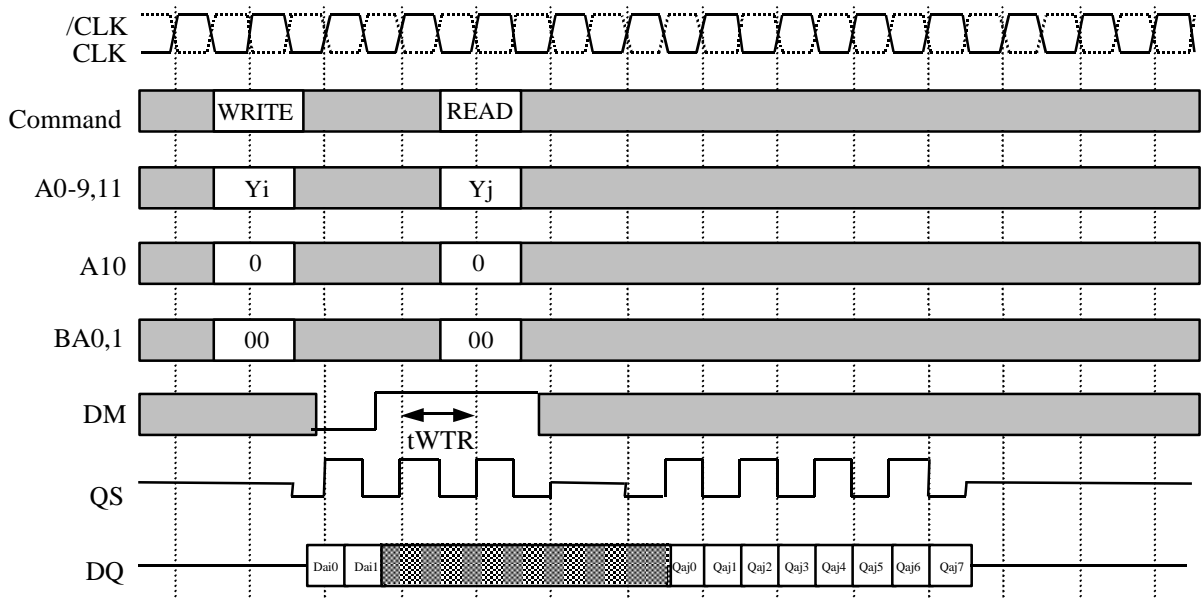 /CLK
CLK
Command WRITE READ
A0-9,11 Yi Yj
A10 0 0
BA0,1 00 00
DM
tWTR
QS
DQ Dai0 Dai1 Qaj0 Qaj1 Qaj2 Qaj3 Qaj4 Qaj5 Qaj6 Qaj7